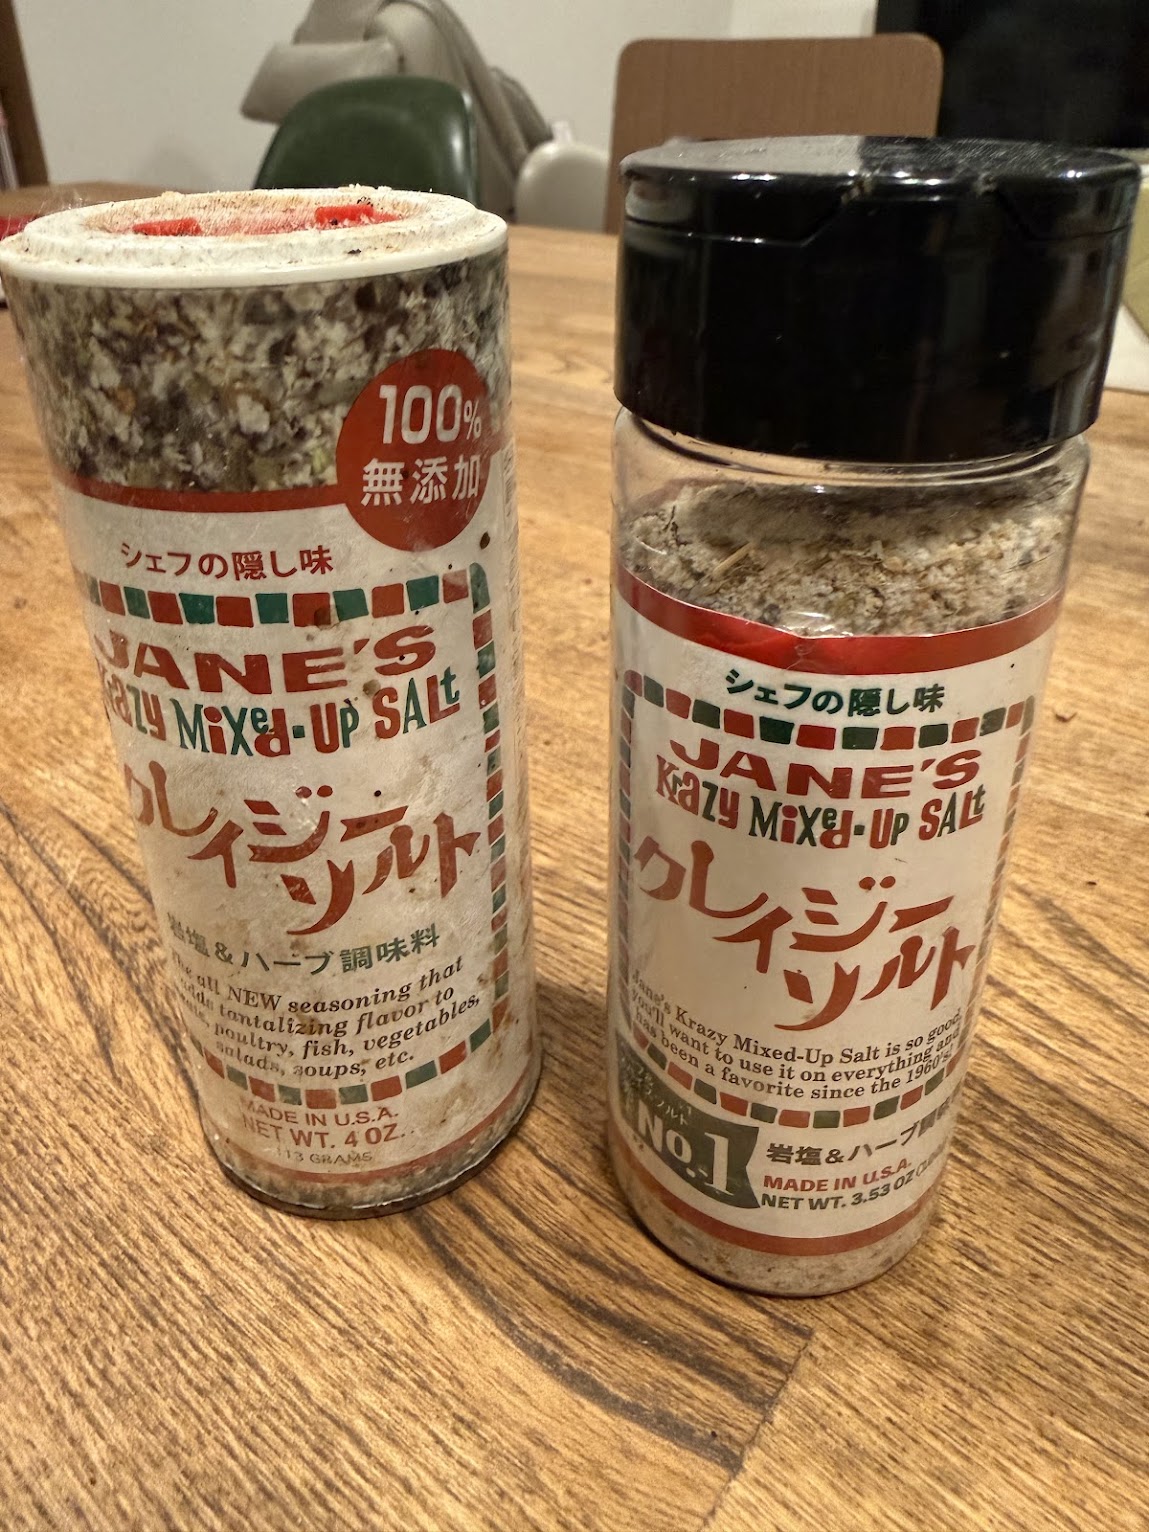 100%
無添加
シェフの隠し味
JANE'S
Krazy MiXed-UP SALt
クレイジー
ソルト
岩塩&ハーブ調味料
The all NEW seasoning that
adds tantalizing flavor to
poultry, fish, vegetables,
salads, soups, etc.
MADE IN U.S.A.
NET WT. 4 OZ.
113 GRAMS
シェフの隠し味
JANE'S
Krazy MiXed-UP SALt
クレイジー
ソルト
Jane's Krazy Mixed-Up Salt is so good,
you'll want to use it on everything and
has been a favorite since the 1960's!
No.1
岩塩&ハーブ
MADE IN U.S.A.
NET WT. 3.53 OZ